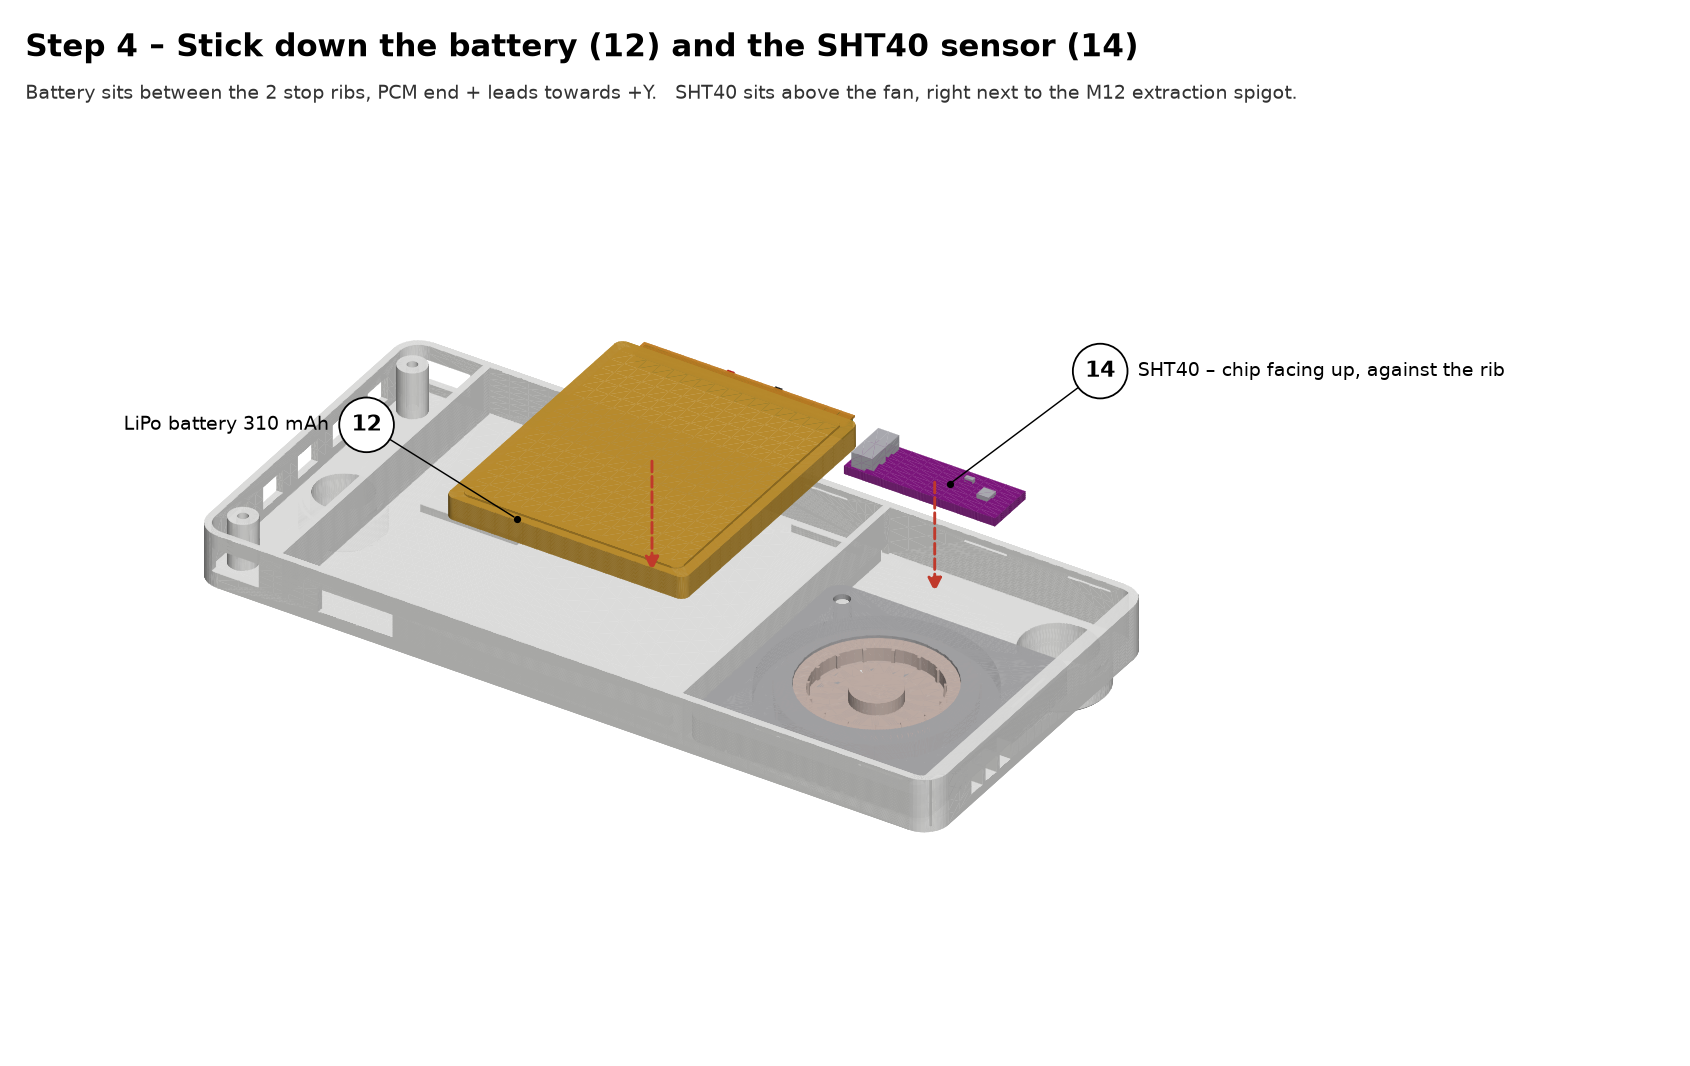 Step 4 – Stick down the battery (12) and the SHT40 sensor (14)
Battery sits between the 2 stop ribs, PCM end + leads towards +Y.   SHT40 sits above the fan, right next to the M12 extraction spigot.
14 SHT40 – chip facing up, against the rib
LiPo battery 310 mAh 12